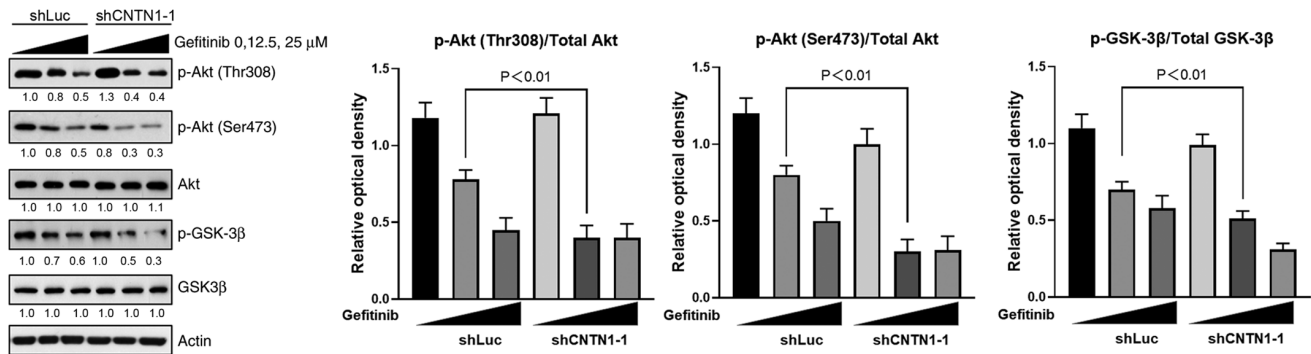 shLuc shCNTN1-1
Gefitinib 0,12.5, 25 μM
p-Akt (Thr308)
1.0 0.8 0.5 1.3 0.4 0.4
p-Akt (Ser473)
1.0 0.8 0.5 0.8 0.3 0.3
Akt
1.0 1.0 1.0 1.0 1.0 1.1
p-GSK-3β
1.0 0.7 0.6 1.0 0.5 0.3
GSK3β
1.0 1.0 1.0 1.0 1.0 1.0
Actin
p-Akt (Thr308)/Total Akt
Relative optical density
1.5
1.0
0.5
0.0
P<0.01
Gefitinib
shLuc shCNTN1-1
p-Akt (Ser473)/Total Akt
Relative optical density
1.5
1.0
0.5
0.0
P<0.01
Gefitinib
shLuc shCNTN1-1
p-GSK-3β/Total GSK-3β
Relative optical density
1.5
1.0
0.5
0.0
P<0.01
Gefitinib
shLuc shCNTN1-1